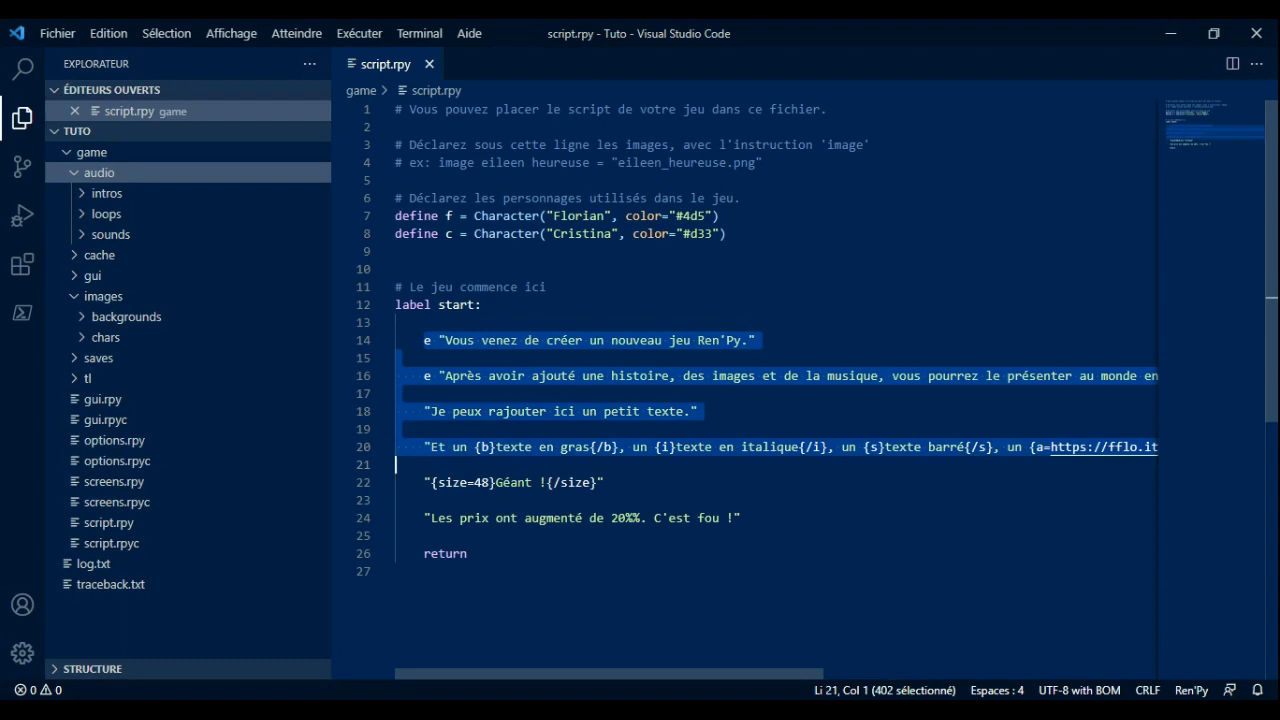 Fichier Edition Sélection Affichage Atteindre Exécuter Terminal Aide script.rpy - Tuto - Visual Studio Code
EXPLORATEUR
ÉDITEURS OUVERTS
script.rpy game
TUTO
game
audio
intros
loops
sounds
cache
gui
images
backgrounds
chars
saves
tl
gui.rpy
gui.rpyc
options.rpy
options.rpyc
screens.rpy
screens.rpyc
script.rpy
script.rpyc
log.txt
traceback.txt
STRUCTURE
script.rpy
game script.rpy
1 # Vous pouvez placer le script de votre jeu dans ce fichier.
2
3 # Déclarez sous cette ligne les images, avec l'instruction 'image'
4 # ex: image eileen heureuse = "eileen_heureuse.png"
5
6 # Déclarez les personnages utilisés dans le jeu.
7 define f = Character("Florian", color="#4d5")
8 define c = Character("Cristina", color="#d33")
9
10
11 # Le jeu commence ici
12 label start:
13
14 e "Vous venez de créer un nouveau jeu Ren'Py."
15
16 e "Après avoir ajouté une histoire, des images et de la musique, vous pourrez le présenter au monde en
17
18 "Je peux rajouter ici un petit texte."
19
20 "Et un {b}texte en gras{/b}, un {i}texte en italique{/i}, un {s}texte barré{/s}, un {a=https://fflo.it
21
22 "{size=48}Géant !{/size}"
23
24 "Les prix ont augmenté de 20%%. C'est fou !"
25
26 return
27
0 0 Li 21, Col 1 (402 sélectionné) Espaces : 4 UTF-8 with BOM CRLF Ren'Py